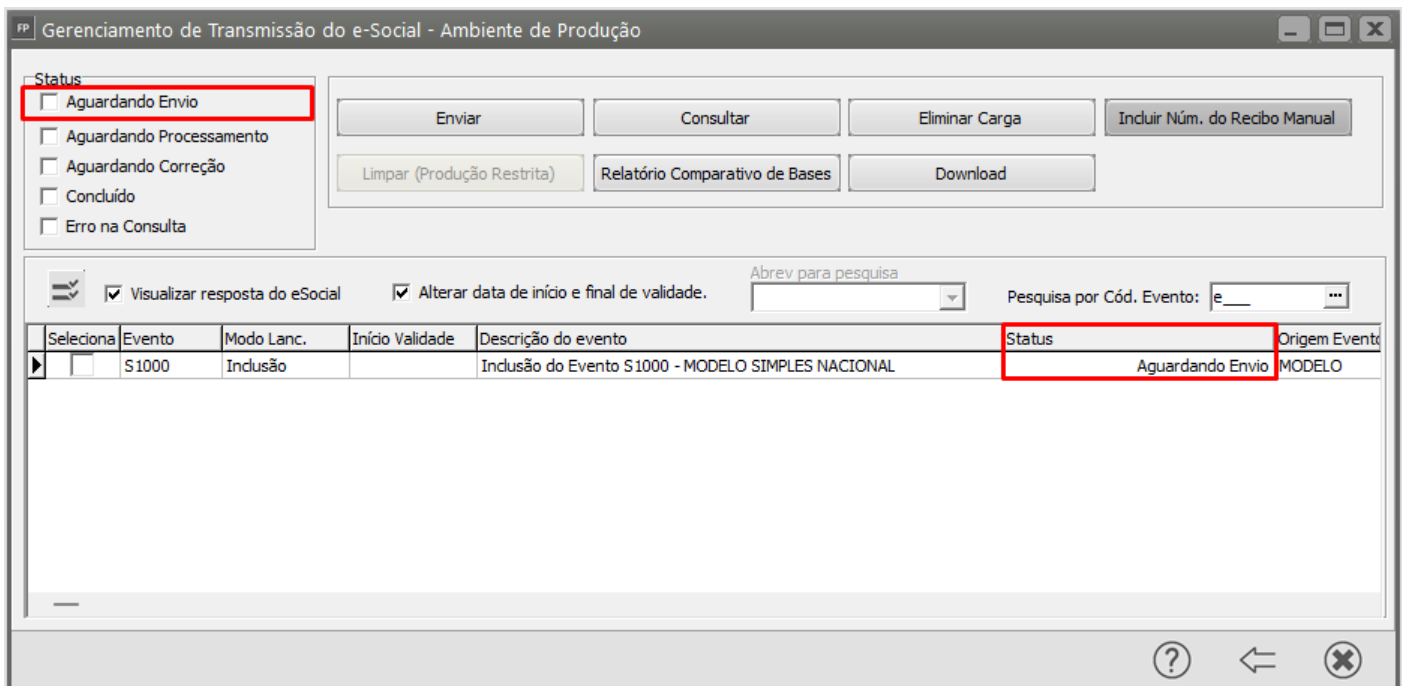 FP Gerenciamento de Transmissão do e-Social - Ambiente de Produção
Status
Aguardando Envio
Aguardando Processamento
Aguardando Correção
Concluído
Erro na Consulta
Enviar Consultar Eliminar Carga Incluir Núm. do Recibo Manual
Limpar (Produção Restrita) Relatório Comparativo de Bases Download
Visualizar resposta do eSocial Alterar data de início e final de validade. Abrev para pesquisa Pesquisa por Cód. Evento: e___ ...
Seleciona Evento Modo Lanc. Início Validade Descrição do evento Status Origem Evento
S1000 Inclusão Inclusão do Evento S1000 - MODELO SIMPLES NACIONAL Aguardando Envio MODELO
?